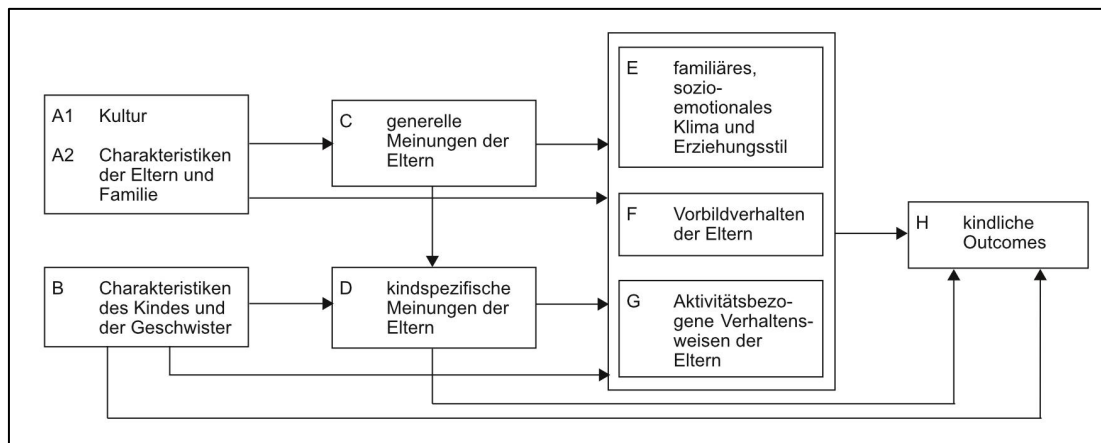 A1 Kultur
A2 Charakteristiken
der Eltern und
Familie
B Charakteristiken
des Kindes und
der Geschwister
C generelle
Meinungen der
Eltern
D kindspezifische
Meinungen der
Eltern
E familiäres,
sozio-
emotionales
Klima und
Erziehungsstil
F Vorbildverhalten
der Eltern
G Aktivitätsbezo-
gene Verhaltens-
weisen der
Eltern
H kindliche
Outcomes